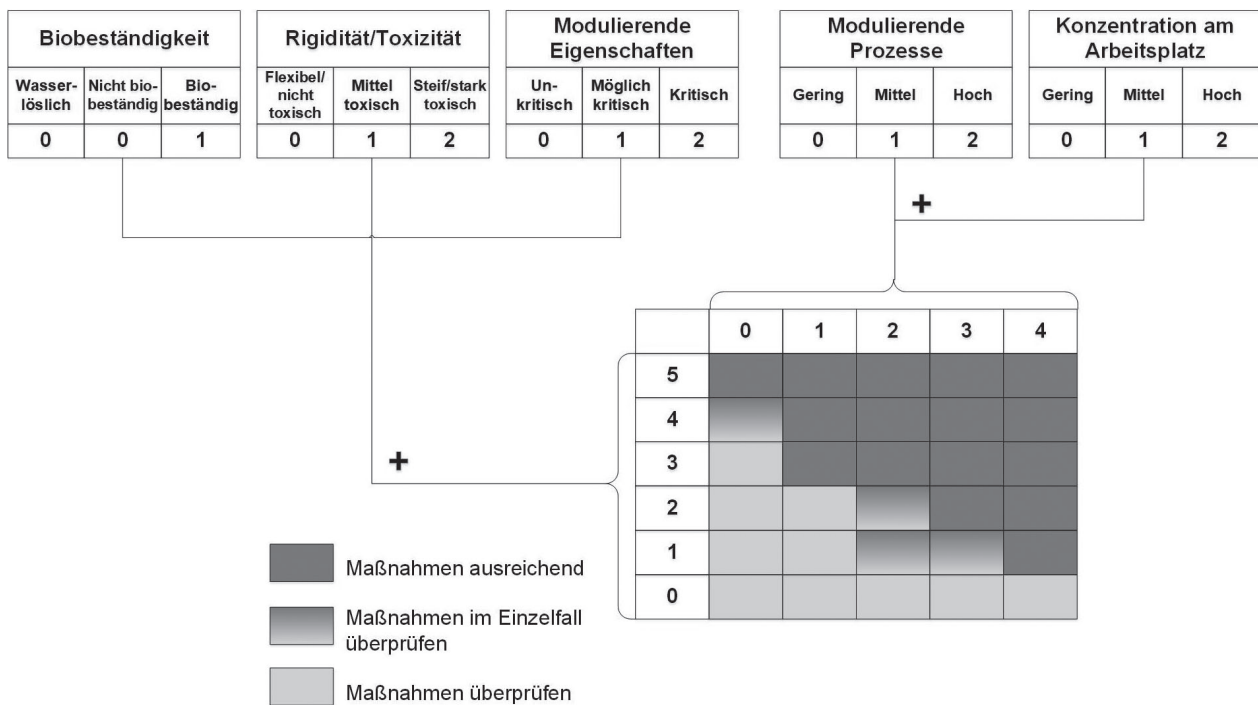 Biobeständigkeit
Wasser-
löslich
Nicht bio-
beständig
Bio-
beständig
0 0 1
Rigidität/Toxizität
Flexibel/
nicht
toxisch
Mittel
toxisch
Steif/stark
toxisch
0 1 2
Modulierende
Eigenschaften
Un-
kritisch
Möglich
kritisch
Kritisch
0 1 2
Modulierende
Prozesse
Gering Mittel Hoch
0 1 2
Konzentration am
Arbeitsplatz
Gering Mittel Hoch
0 1 2
+
+
0 1 2 3 4
5
4
3
2
1
0
Maßnahmen ausreichend
Maßnahmen im Einzelfall
überprüfen
Maßnahmen überprüfen